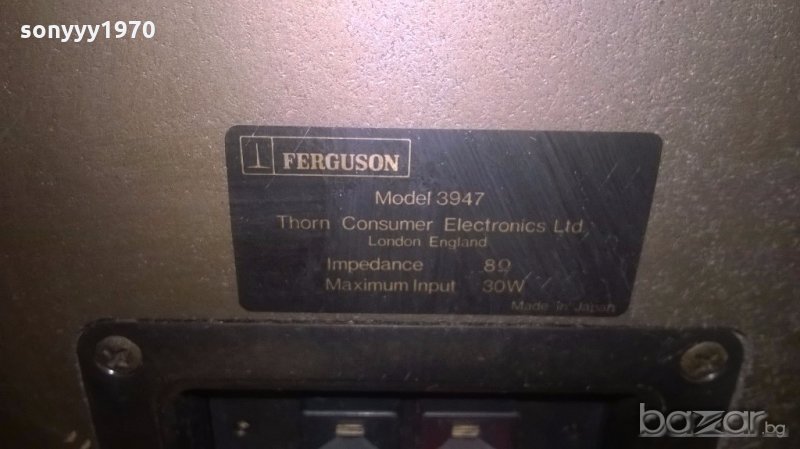 sonyyy1970
FERGUSON
Model 3947
Thorn Consumer Electronics Ltd
London England
Impedance 8Ω
Maximum Input 30W
Made in Japan
bazar.bg